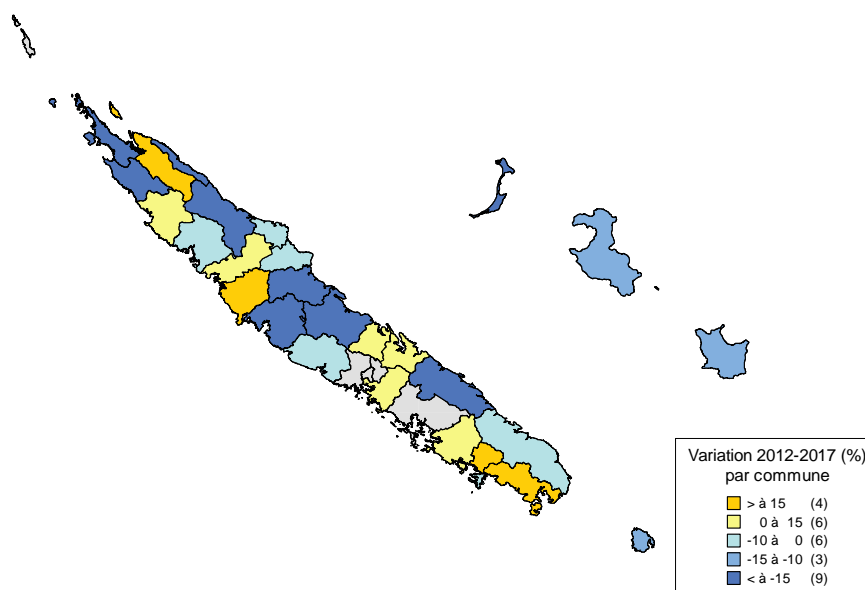 Variation 2012-2017 (%)
par commune
> à 15 (4)
0 à 15 (6)
-10 à 0 (6)
-15 à -10 (3)
< à -15 (9)